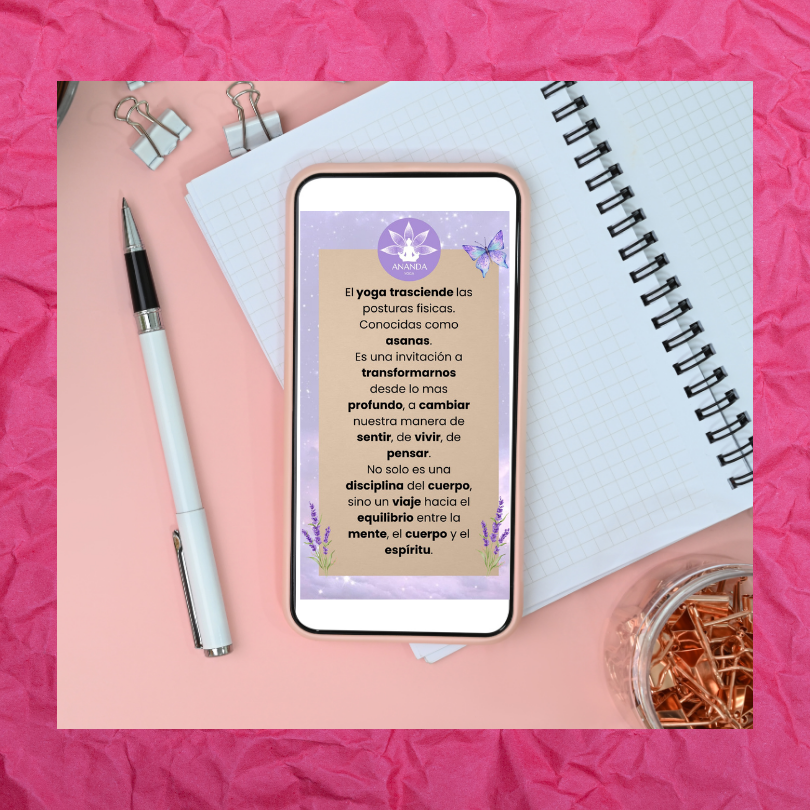 ANANDA
El yoga trasciende las
posturas fisicas.
Conocidas como
asanas.
Es una invitación a
transformarnos
desde lo mas
profundo, a cambiar
nuestra manera de
sentir, de vivir, de
pensar.
No solo es una
disciplina del cuerpo,
sino un viaje hacia el
equilibrio entre la
mente, el cuerpo y el
espíritu.